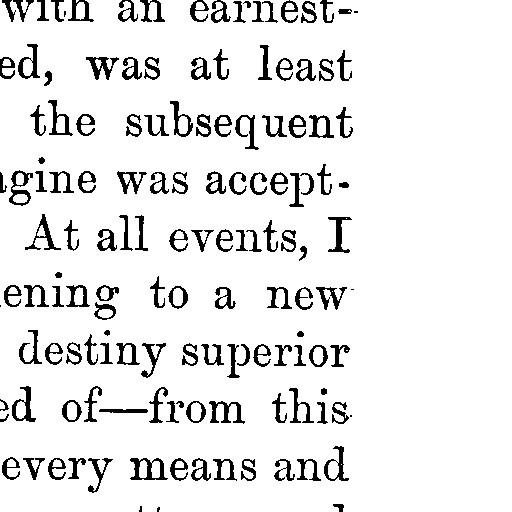 with an earnest-
ed, was at least
the subsequent
agine was accept-
At all events, I
ening to a new
destiny superior
ed of—from this
every means and